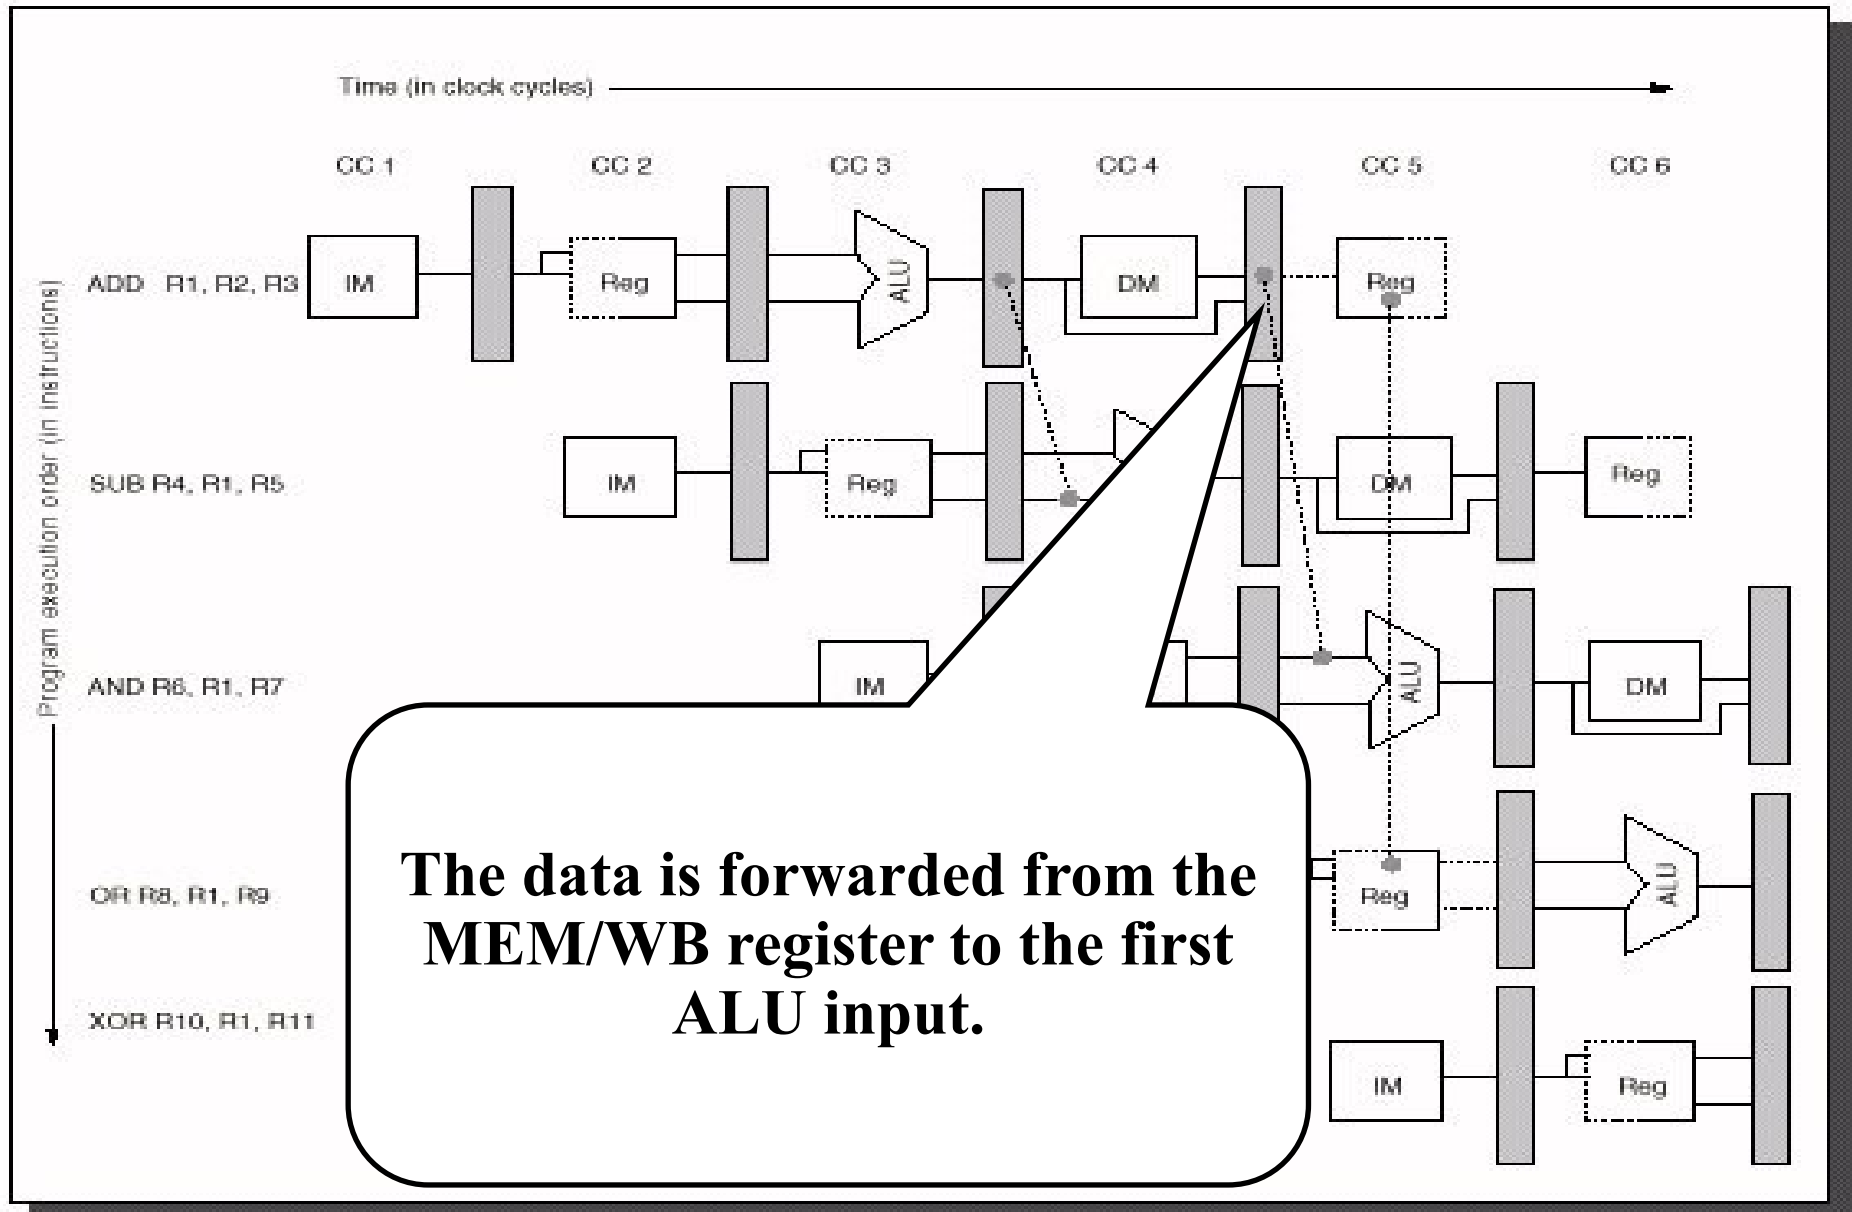 Time (in clock cycles)
CC 1 CC 2 CC 3 CC 4 CC 5 CC 6
Program execution order (in instructions)
ADD R1, R2, R3 IM Reg ALU DM Reg
SUB R4, R1, R5 IM Reg DM Reg
AND R6, R1, R7 IM ALU DM
OR R8, R1, R9 Reg ALU
XOR R10, R1, R11 IM Reg
The data is forwarded from the
MEM/WB register to the first
ALU input.